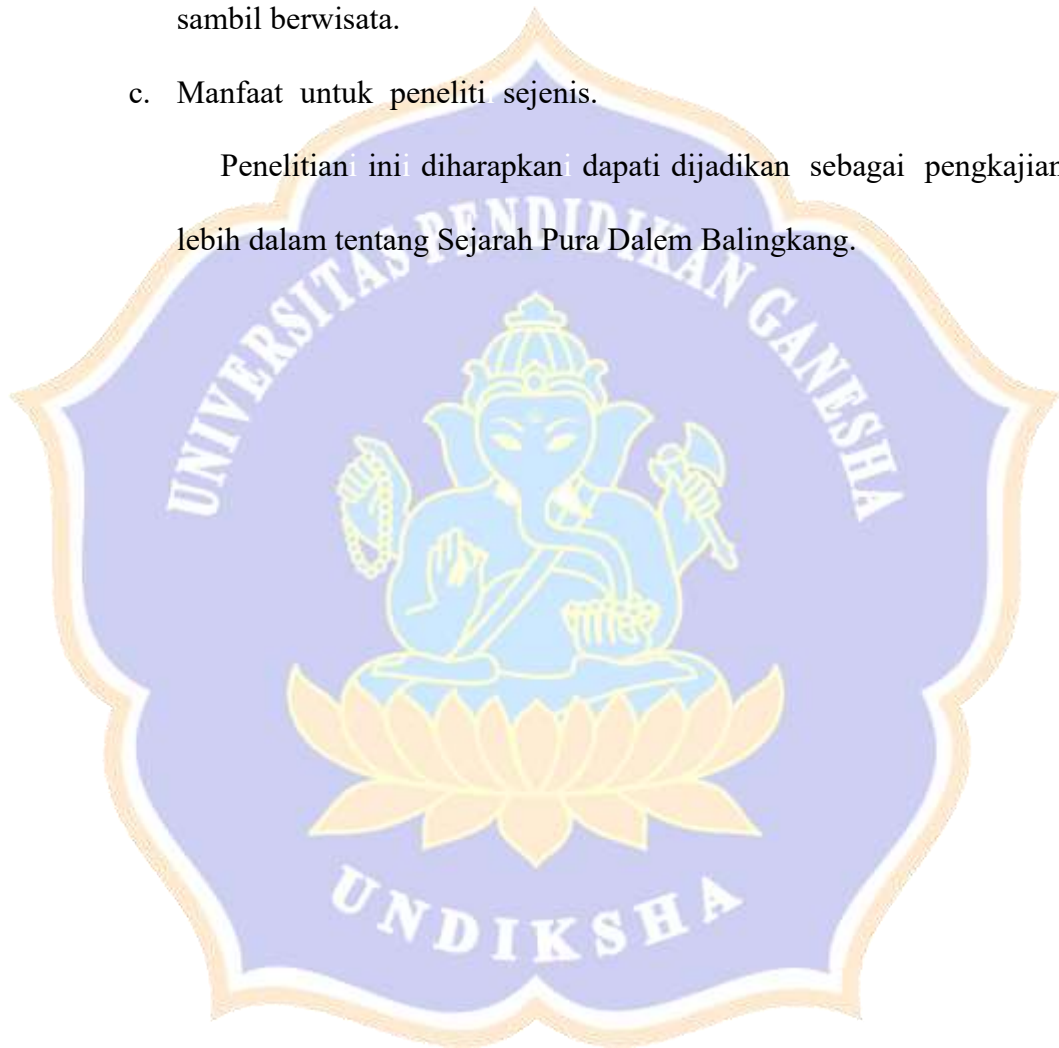 sambil berwisata.
c. Manfaat untuk peneliti sejenis.
Penelitian ini diharapkan dapati dijadikan sebagai pengkajian
lebih dalam tentang Sejarah Pura Dalem Balingkang.
UNIVERSITAS PENDIDIKAN GANESHA
UNDIKSHA